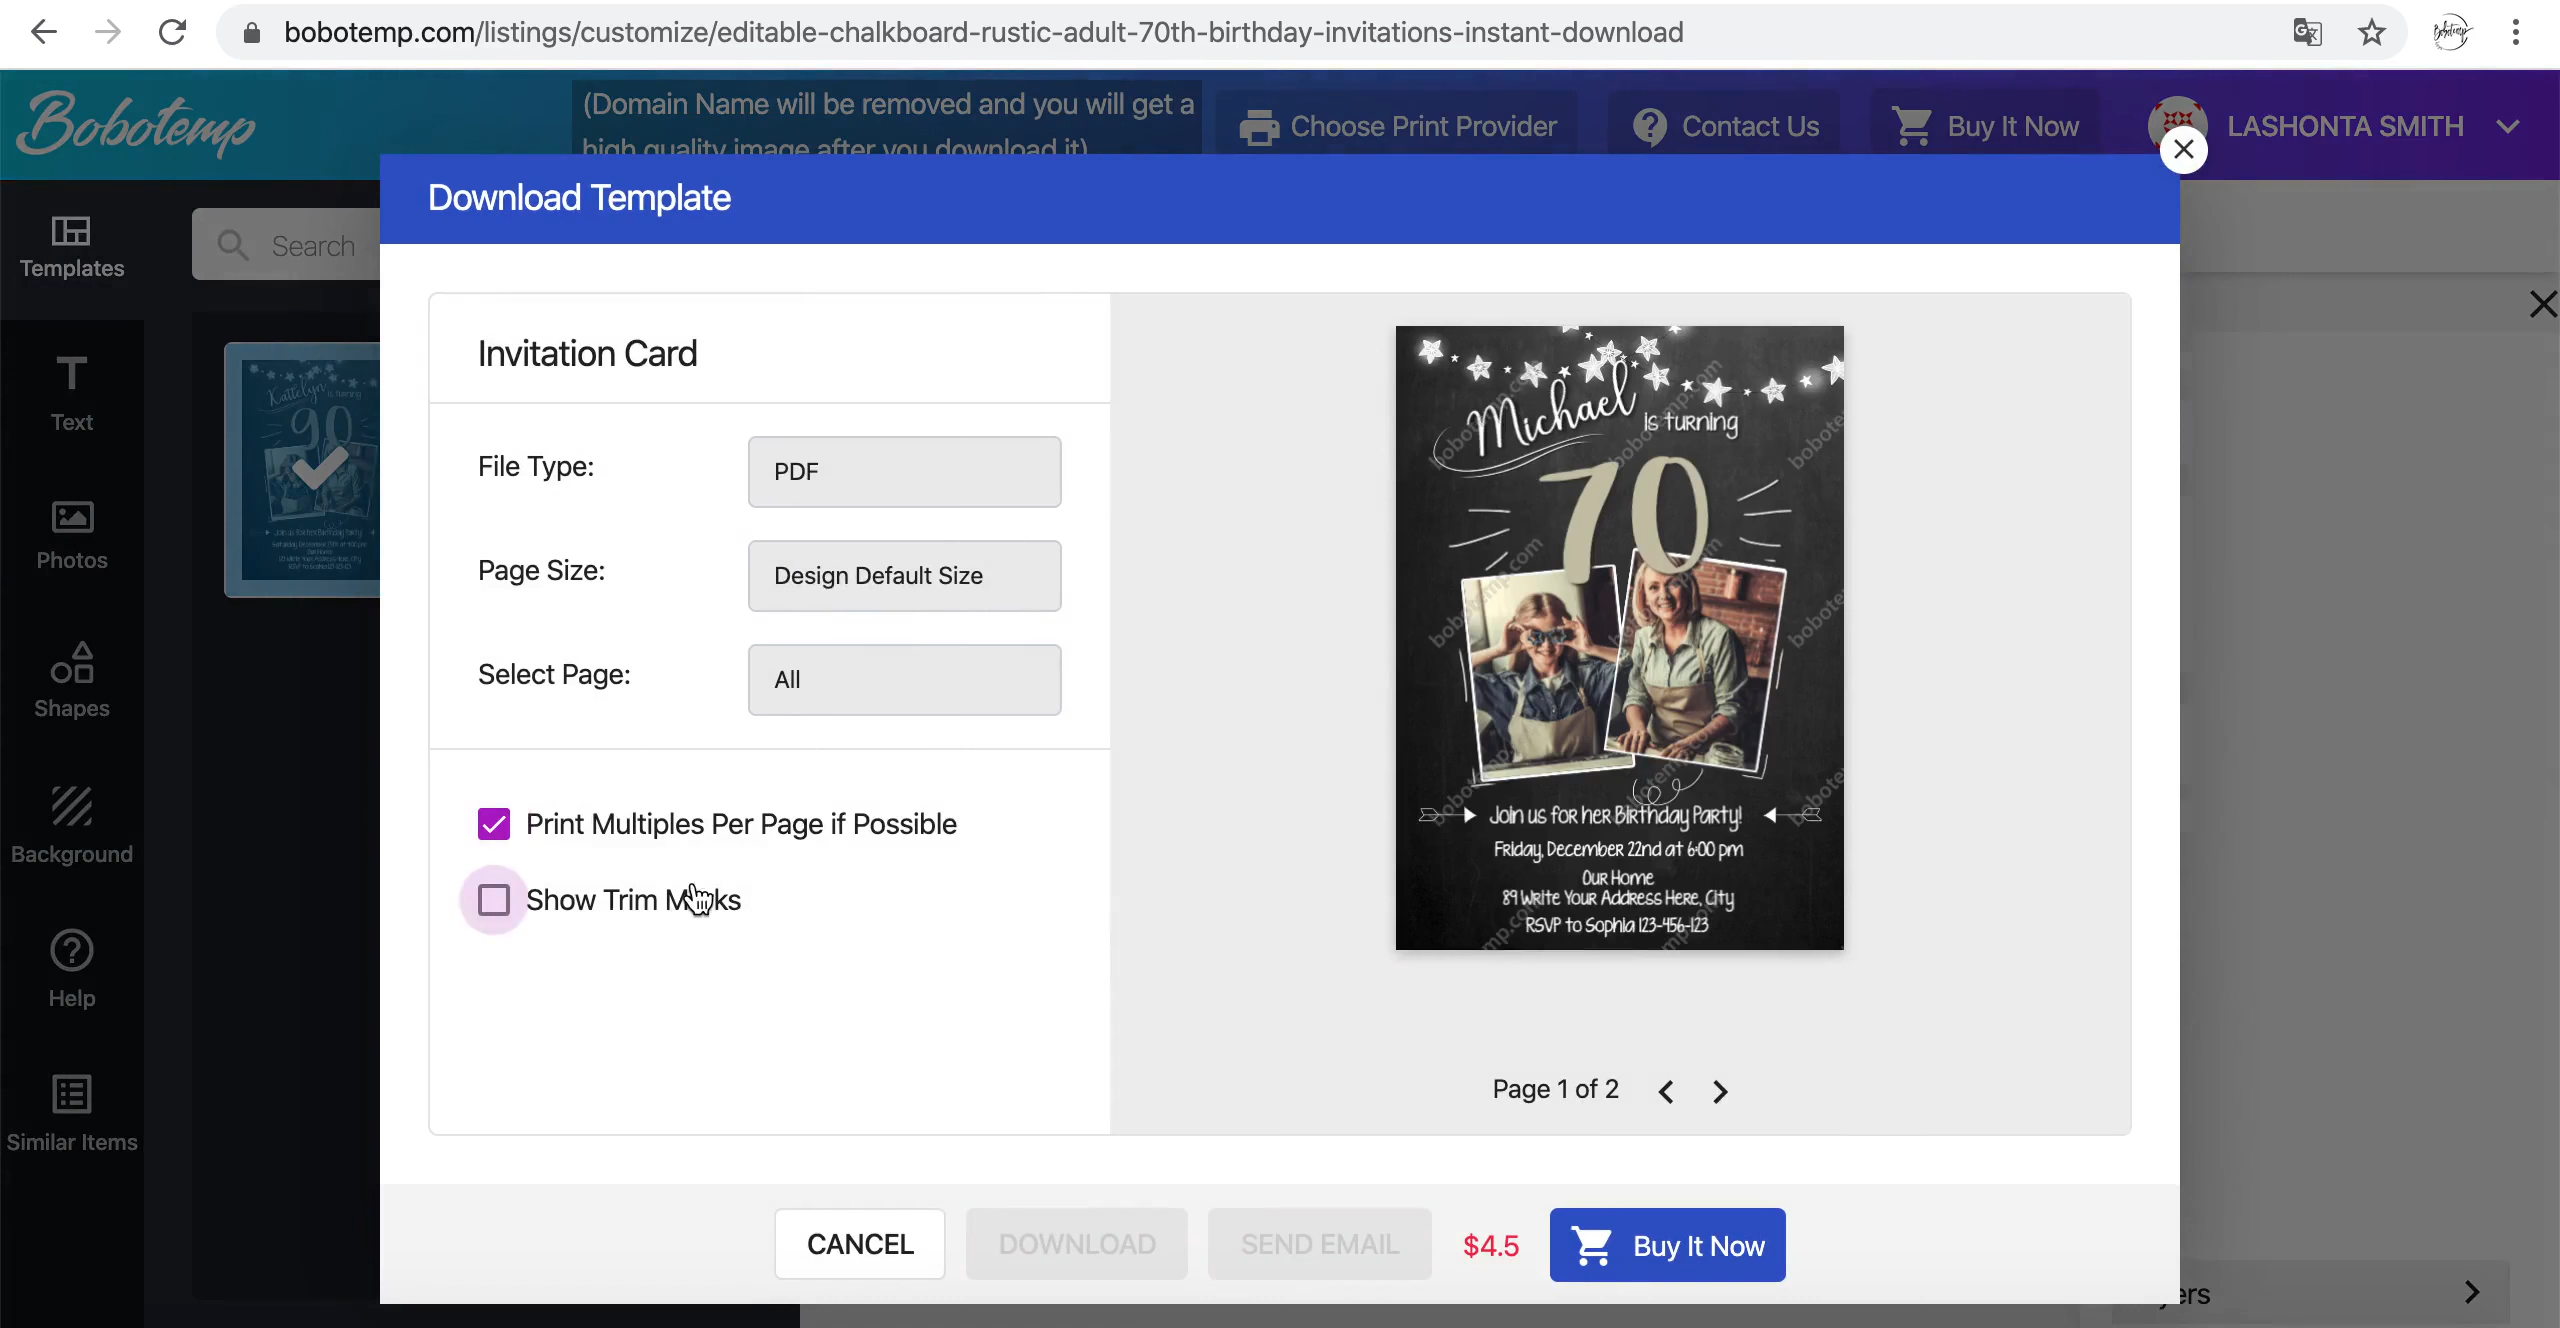 bobotemp.com/listings/customize/editable-chalkboard-rustic-adult-70th-birthday-invitations-instant-download
Bobotemp
(Domain Name will be removed and you will get a
high quality image after you download it)
Choose Print Provider
Contact Us
Buy It Now
LASHONTA SMITH
Download Template
Templates
Search
Text
Photos
Shapes
Background
Help
Similar Items
Kattelyn is turning
90
Invitation Card
File Type:
PDF
Page Size:
Design Default Size
Select Page:
All
Print Multiples Per Page if Possible
Show Trim
Michael is turning
70
Join us for her Birthday Party!
Friday, December 22nd at 6:00 pm
Our Home
89 Write Your Address Here, City
RSVP to Sophia 123-456-123
Page 1 of 2
CANCEL
DOWNLOAD
SEND EMAIL
$4.5
Buy It Now